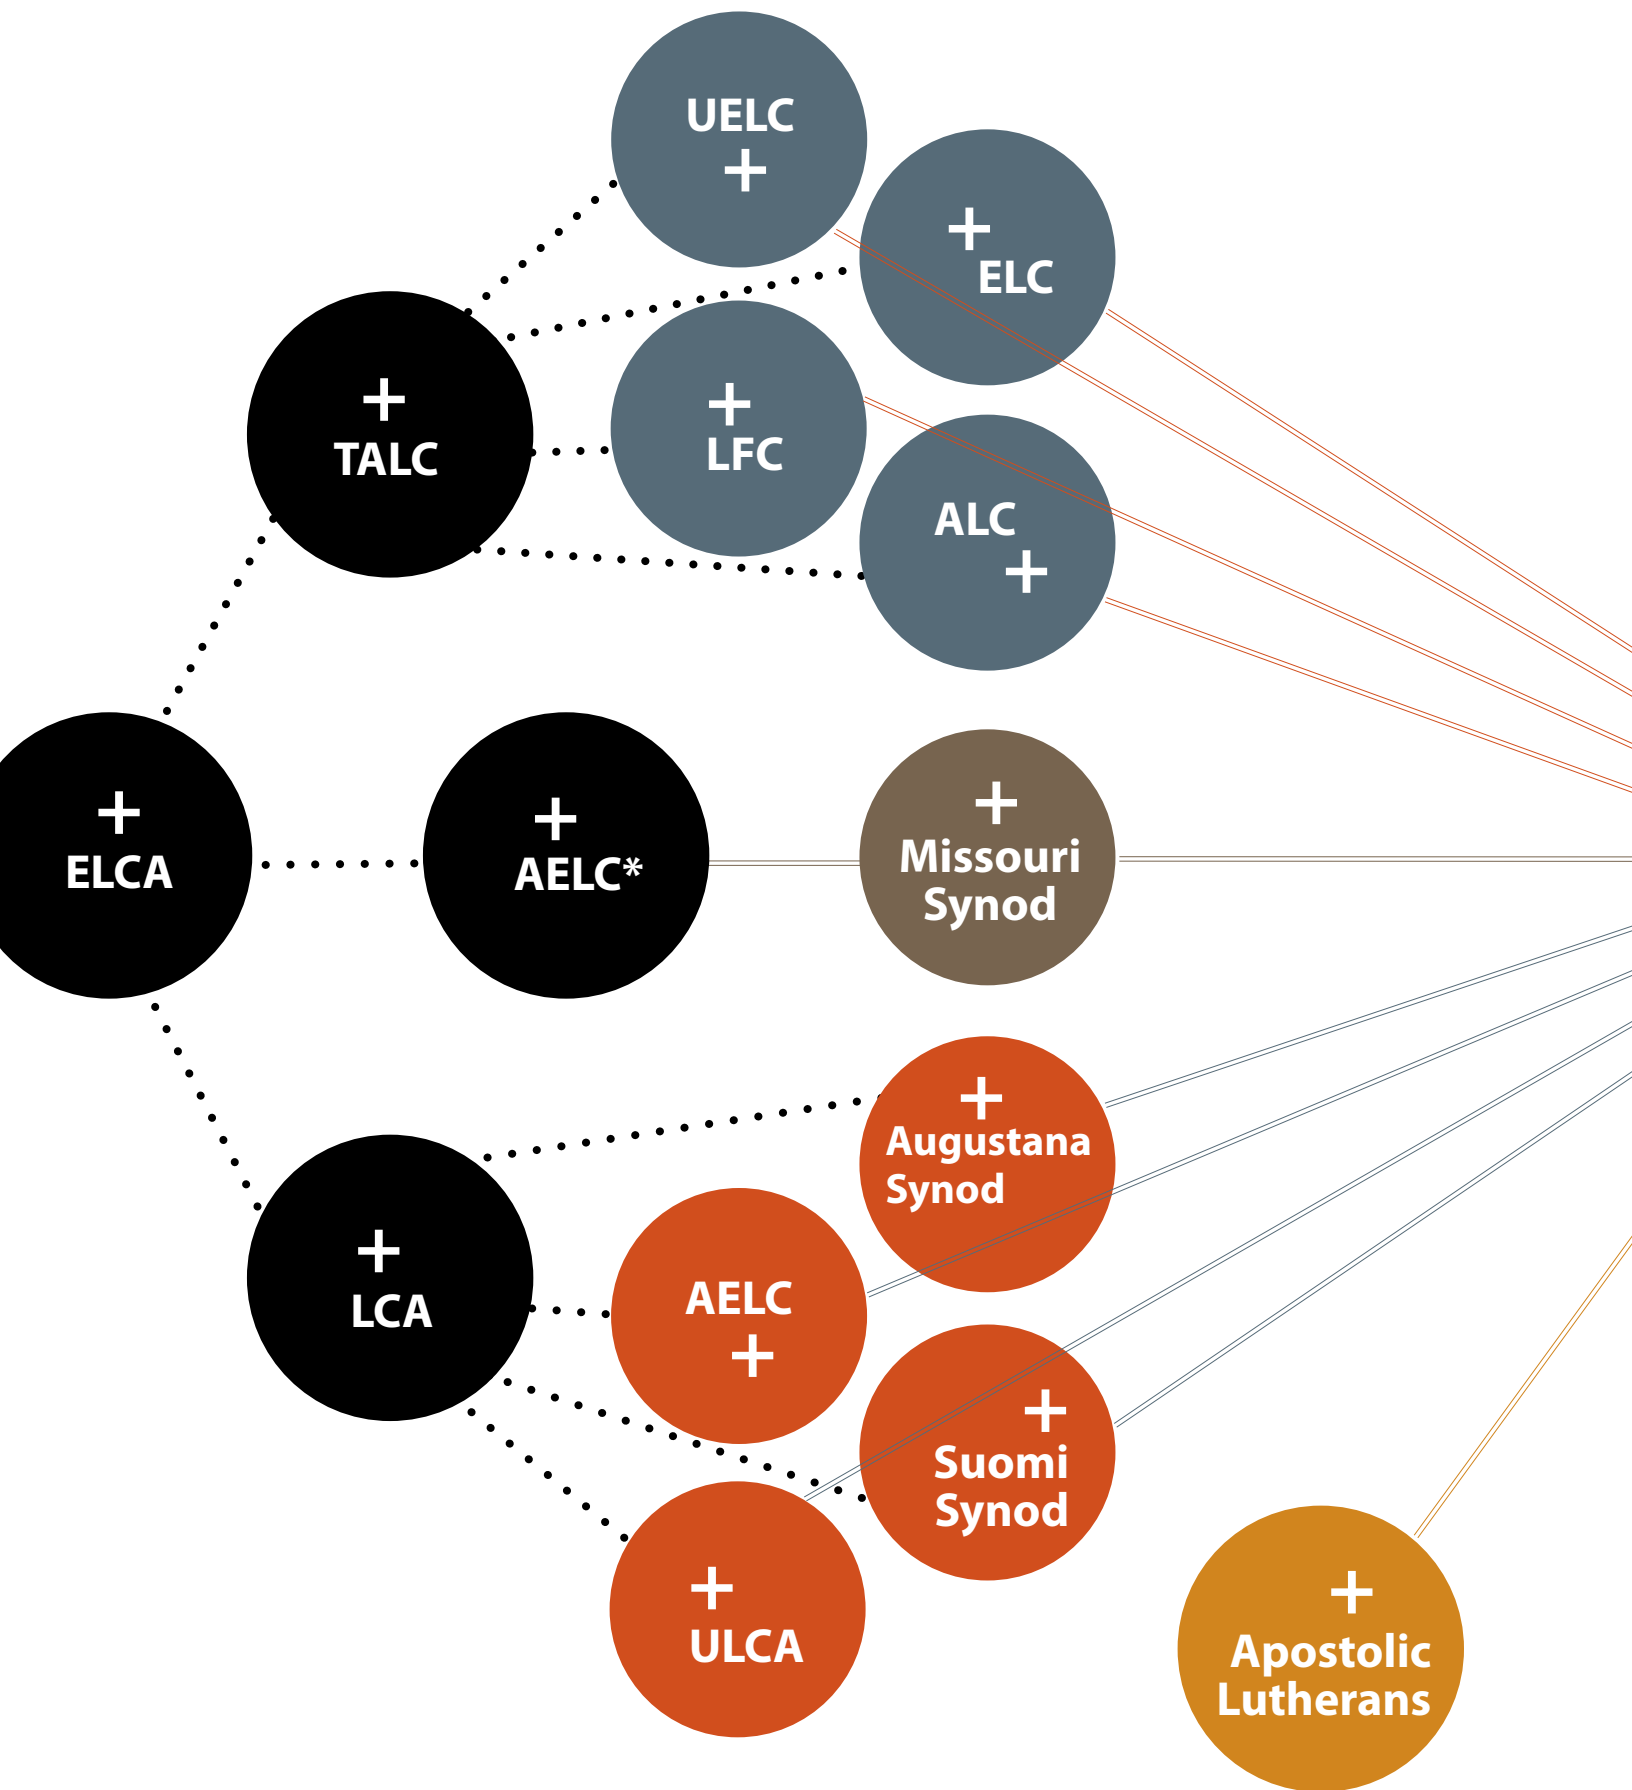 UELC
+
+
ELC
+
TALC
+
LFC
ALC
+
+
ELCA
+
AELC*
+
Missouri
Synod
+
Augustana
Synod
+
LCA
AELC
+
+
Suomi
Synod
+
ULCA
+
Apostolic
Lutherans